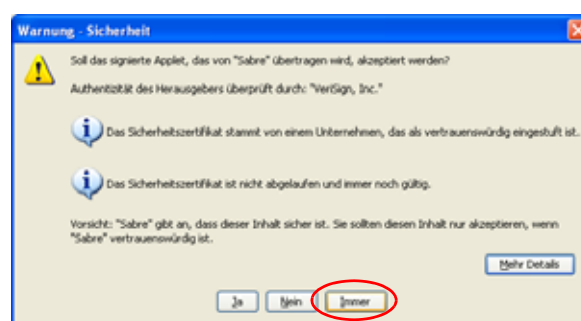 Warnung - Sicherheit
Soll das signierte Applet, das von "Sabre" übertragen wird, akzeptiert werden?
Authentizität des Herausgebers überprüft durch: "VeriSign, Inc."
Das Sicherheitszertifikat stammt von einem Unternehmen, das als vertrauenswürdig eingestuft ist.
Das Sicherheitszertifikat ist nicht abgelaufen und immer noch gültig.
Vorsicht: "Sabre" gibt an, dass dieser Inhalt sicher ist. Sie sollten diesen Inhalt nur akzeptieren, wenn
"Sabre" vertrauenswürdig ist.
Mehr Details
Ja Nein Immer